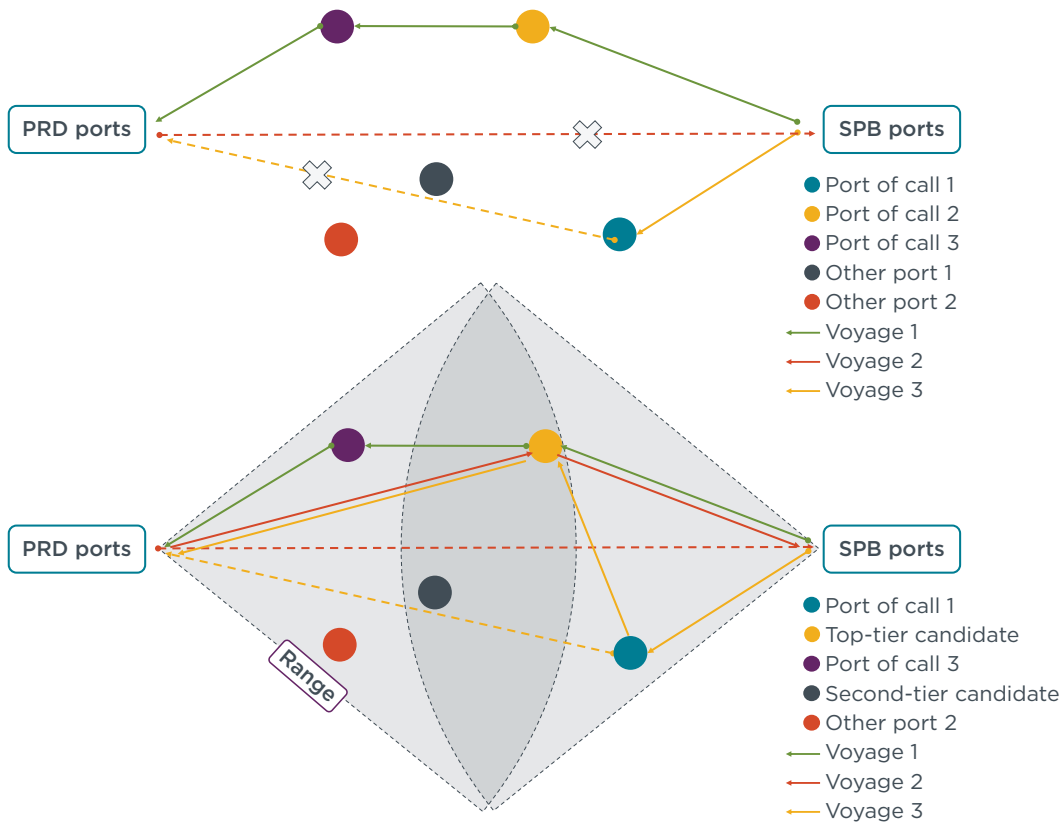 PRD ports
SPB ports
Port of call 1
Port of call 2
Port of call 3
Other port 1
Other port 2
Voyage 1
Voyage 2
Voyage 3
PRD ports
SPB ports
Range
Port of call 1
Top-tier candidate
Port of call 3
Second-tier candidate
Other port 2
Voyage 1
Voyage 2
Voyage 3